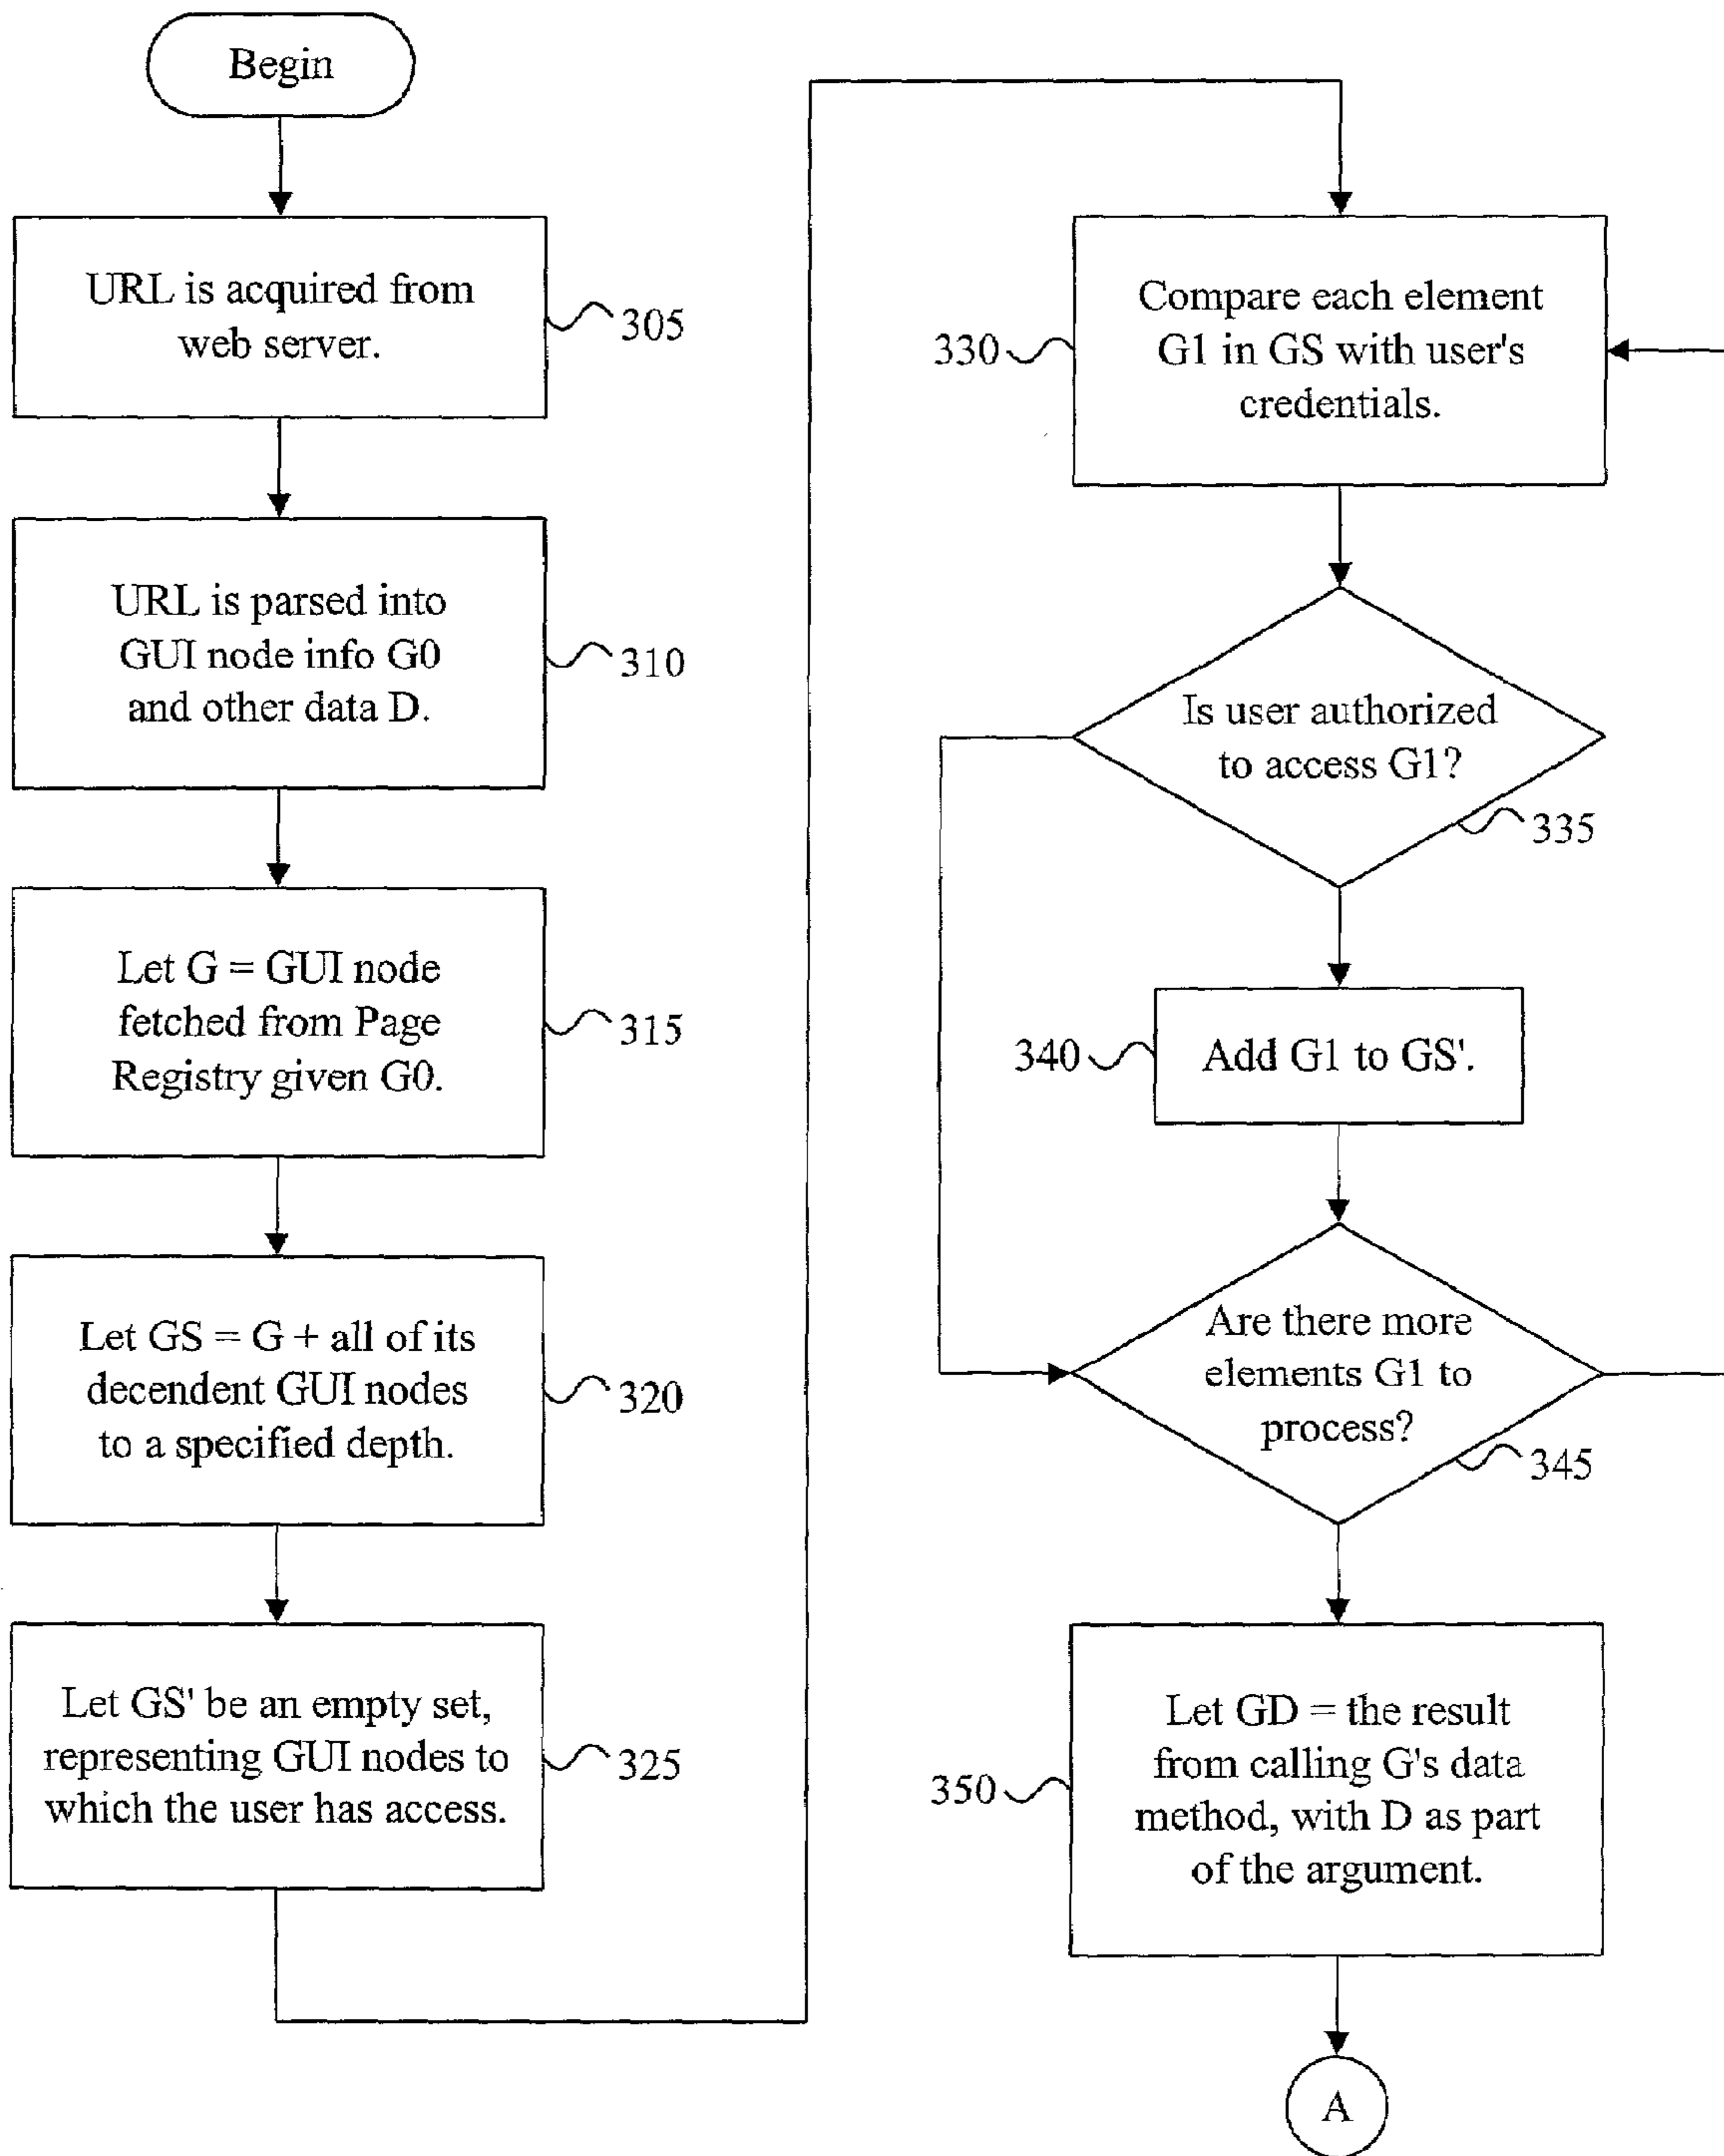 Begin
URL is acquired from
web server.
305
URL is parsed into
GUI node info G0
and other data D.
310
Let G = GUI node
fetched from Page
Registry given G0.
315
Let GS = G + all of its
decendent GUI nodes
to a specified depth.
320
Let GS' be an empty set,
representing GUI nodes to
which the user has access.
325
Compare each element
G1 in GS with user's
credentials.
330
Is user authorized
to access G1?
335
Add G1 to GS'.
340
Are there more
elements G1 to
process?
345
Let GD = the result
from calling G's data
method, with D as part
of the argument.
350
A